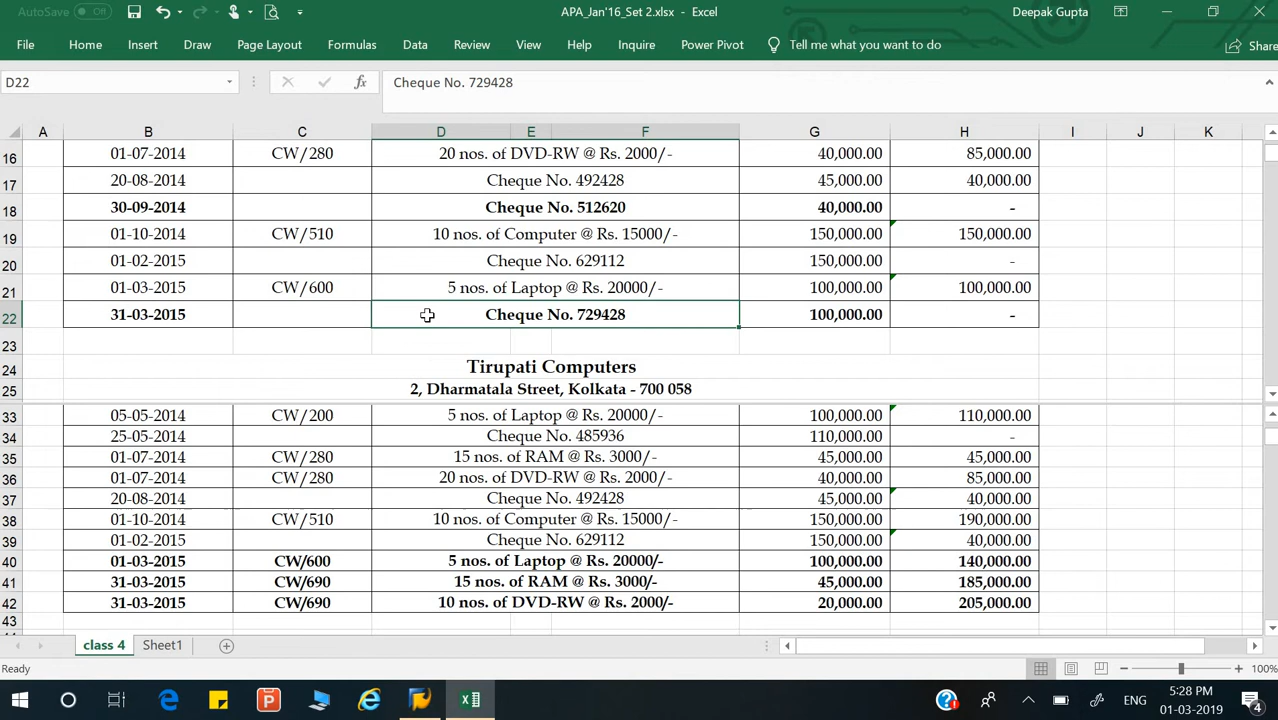 AutoSave Off APA_Jan'16_Set 2.xlsx - Excel Deepak Gupta
File Home Insert Draw Page Layout Formulas Data Review View Help Inquire Power Pivot Tell me what you want to do Share
D22 fx Cheque No. 729428
A B C D E F G H I J K
16 01-07-2014 CW/280 20 nos. of DVD-RW @ Rs. 2000/- 40,000.00 85,000.00
17 20-08-2014 Cheque No. 492428 45,000.00 40,000.00
18 30-09-2014 Cheque No. 512620 40,000.00 -
19 01-10-2014 CW/510 10 nos. of Computer @ Rs. 15000/- 150,000.00 150,000.00
20 01-02-2015 Cheque No. 629112 150,000.00 -
21 01-03-2015 CW/600 5 nos. of Laptop @ Rs. 20000/- 100,000.00 100,000.00
22 31-03-2015 Cheque No. 729428 100,000.00 -
23
24 Tirupati Computers
25 2, Dharmatala Street, Kolkata - 700 058
33 05-05-2014 CW/200 5 nos. of Laptop @ Rs. 20000/- 100,000.00 110,000.00
34 25-05-2014 Cheque No. 485936 110,000.00 -
35 01-07-2014 CW/280 15 nos. of RAM @ Rs. 3000/- 45,000.00 45,000.00
36 01-07-2014 CW/280 20 nos. of DVD-RW @ Rs. 2000/- 40,000.00 85,000.00
37 20-08-2014 Cheque No. 492428 45,000.00 40,000.00
38 01-10-2014 CW/510 10 nos. of Computer @ Rs. 15000/- 150,000.00 190,000.00
39 01-02-2015 Cheque No. 629112 150,000.00 40,000.00
40 01-03-2015 CW/600 5 nos. of Laptop @ Rs. 20000/- 100,000.00 140,000.00
41 31-03-2015 CW/690 15 nos. of RAM @ Rs. 3000/- 45,000.00 185,000.00
42 31-03-2015 CW/690 10 nos. of DVD-RW @ Rs. 2000/- 20,000.00 205,000.00
43
class 4 Sheet1
Ready 100%
ENG 5:28 PM
01-03-2019 4